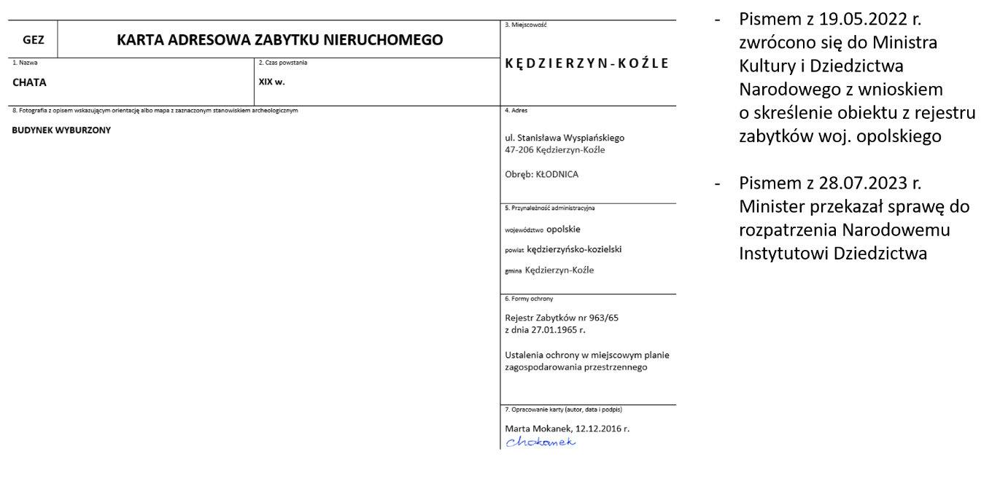 GEZ
KARTA ADRESOWA ZABYTKU NIERUCHOMEGO
1. Nazwa
CHATA
2. Czas powstania
XIX w.
3. Miejscowość
KĘDZIERZYN-KOŹLE
8. Fotografia z opisem wskazującym orientację albo mapa z zaznaczonym stanowiskiem archeologicznym
BUDYNEK WYBURZONY
4. Adres
ul. Stanisława Wyspiańskiego
47-206 Kędzierzyn-Koźle
Obręb: KŁODNICA
5. Przynależność administracyjna
województwo opolskie
powiat kędzierzyńsko-kozielski
gmina Kędzierzyn-Koźle
6. Formy ochrony
Rejestr Zabytków nr 963/65
z dnia 27.01.1965 r.
Ustalenia ochrony w miejscowym planie
zagospodarowania przestrzennego
7. Opracowanie karty (autor, data i podpis)
Marta Mokanek, 12.12.2016 r.
- Pismem z 19.05.2022 r.
zwrócono się do Ministra
Kultury i Dziedzictwa
Narodowego z wnioskiem
o skreślenie obiektu z rejestru
zabytków woj. opolskiego
- Pismem z 28.07.2023 r.
Minister przekazał sprawę do
rozpatrzenia Narodowemu
Instytutowi Dziedzictwa